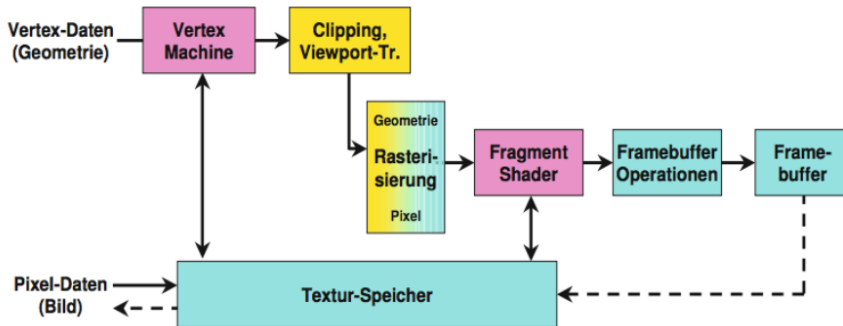 Vertex-Daten
(Geometrie)
Vertex
Machine
Clipping,
Viewport-Tr.
Geometrie
Rasteri-
sierung
Pixel
Fragment
Shader
Framebuffer
Operationen
Frame-
buffer
Pixel-Daten
(Bild)
Textur-Speicher